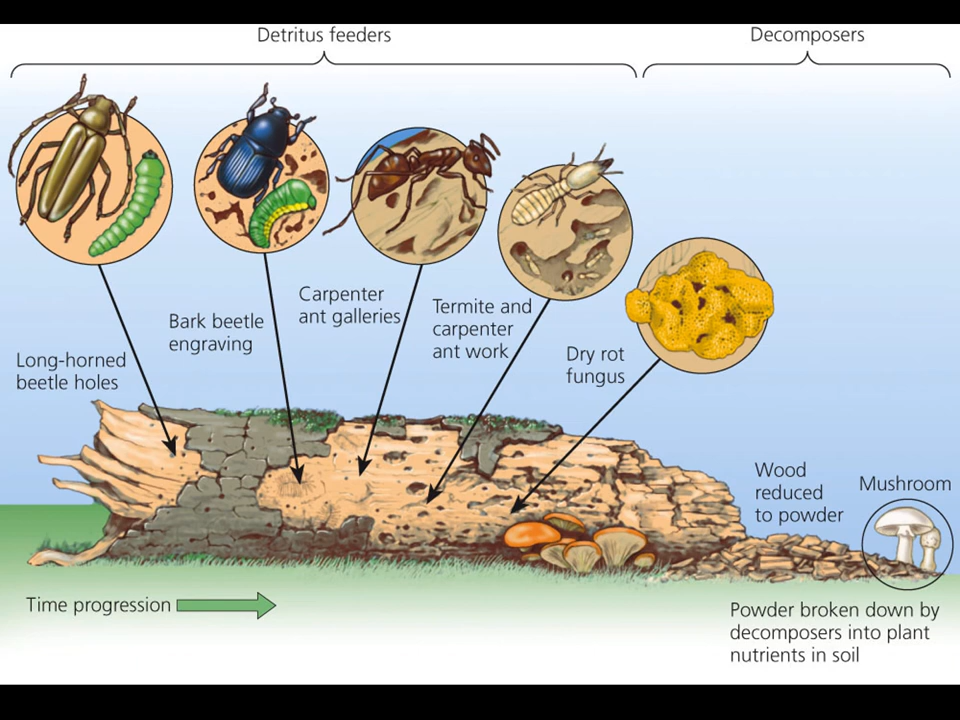 Detritus feeders
Decomposers
Long-horned
beetle holes
Bark beetle
engraving
Carpenter
ant galleries
Termite and
carpenter
ant work
Dry rot
fungus
Wood
reduced
to powder
Mushroom
Time progression
Powder broken down by
decomposers into plant
nutrients in soil